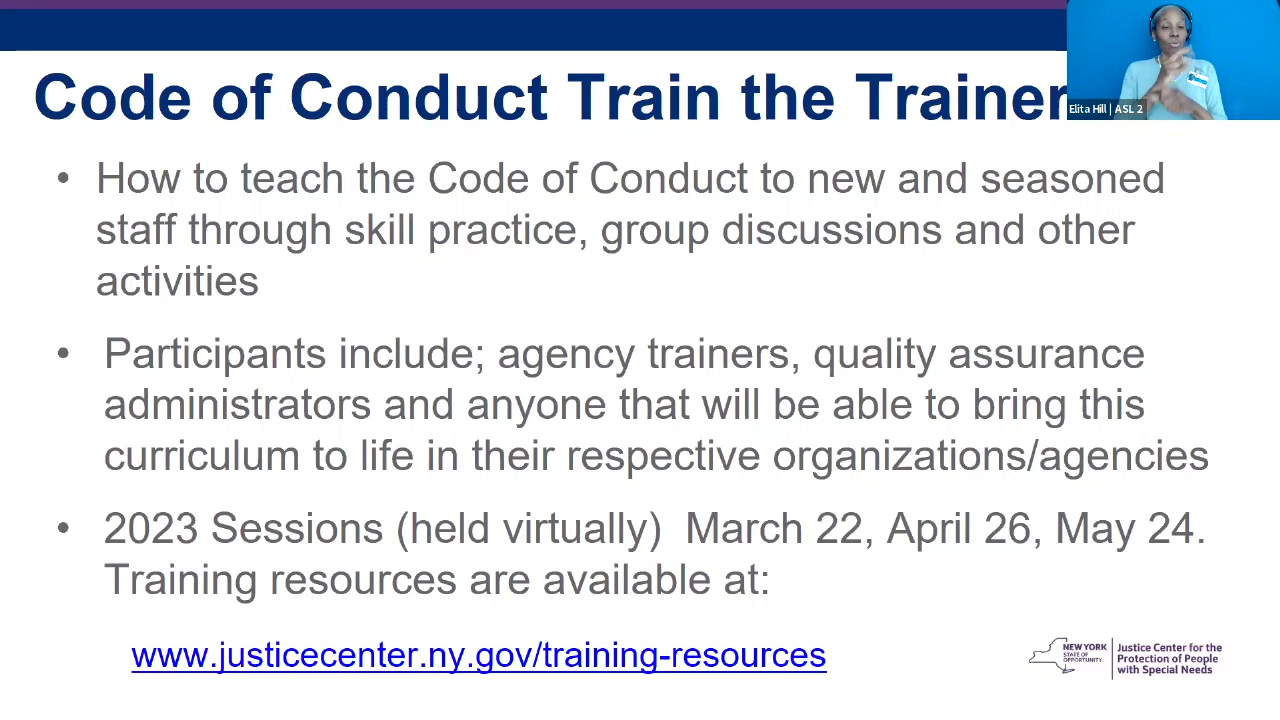 Code of Conduct Train the Trainer
Elita Hill | ASL 2
• How to teach the Code of Conduct to new and seasoned
staff through skill practice, group discussions and other
activities
• Participants include; agency trainers, quality assurance
administrators and anyone that will be able to bring this
curriculum to life in their respective organizations/agencies
• 2023 Sessions (held virtually)  March 22, April 26, May 24.
Training resources are available at:
www.justicecenter.ny.gov/training-resources
NEW YORK
STATE OF
OPPORTUNITY.
Justice Center for the
Protection of People
with Special Needs